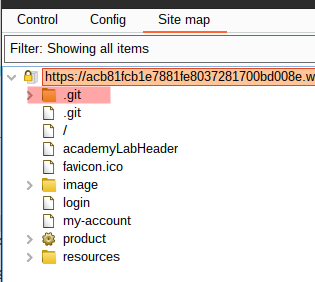 Control Comments Site map
Filter: Showing all items
https://acb81fcb1e7881fe8037281700bd008e.w
.git
.git
/
academyLabHeader
favicon.ico
image
login
my-account
product
resources